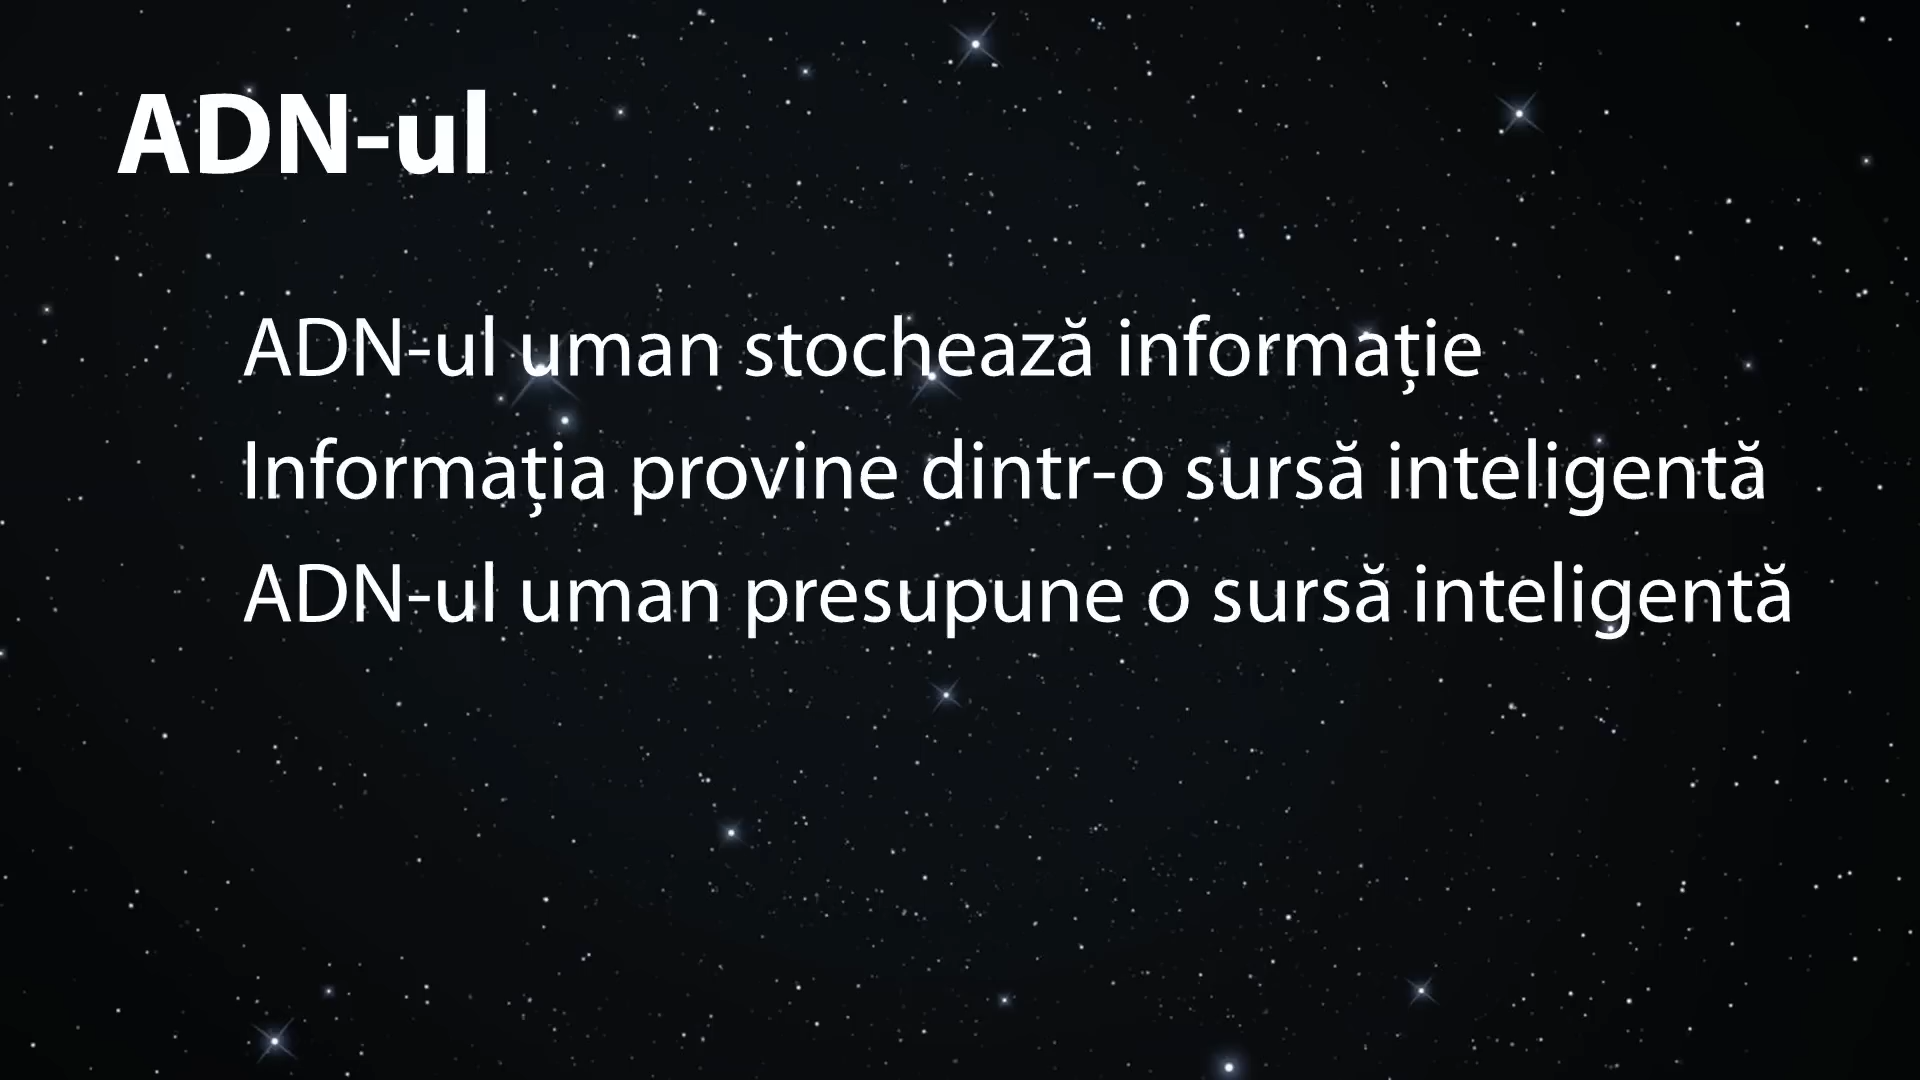 ADN-ul
ADN-ul uman stochează informație
Informația provine dintr-o sursă inteligentă
ADN-ul uman presupune o sursă inteligentă